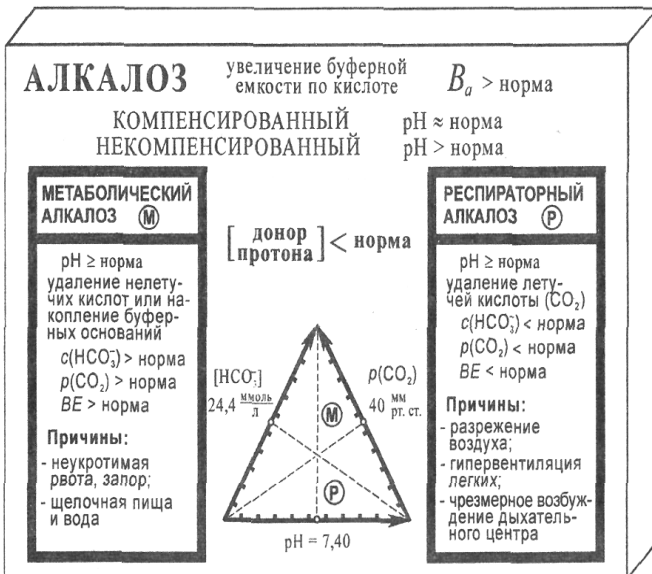 АЛКАЛОЗ
увеличение буферной
емкости по кислоте
Bₐ > норма
КОМПЕНСИРОВАННЫЙ pH ≈ норма
НЕКОМПЕНСИРОВАННЫЙ pH > норма
МЕТАБОЛИЧЕСКИЙ
АЛКАЛОЗ Ⓜ
pH ≥ норма
удаление нелету-
чих кислот или на-
копление буфер-
ных оснований
c(HCO₃⁻) > норма
p(CO₂) > норма
BE > норма
Причины:
- неукротимая
рвота, запор;
- щелочная пища
и вода
[донор
протона] < норма
[HCO₃⁻]
24,4 ммоль/л
p(CO₂)
40 мм
рт. ст.
М
Р
pH = 7,40
РЕСПИРАТОРНЫЙ
АЛКАЛОЗ Ⓟ
pH ≥ норма
удаление лету-
чей кислоты (CO₂)
c(HCO₃⁻) < норма
p(CO₂) < норма
BE < норма
Причины:
- разрежение
воздуха;
- гипервентиляция
легких;
- чрезмерное возбуж-
дение дыхатель-
ного центра